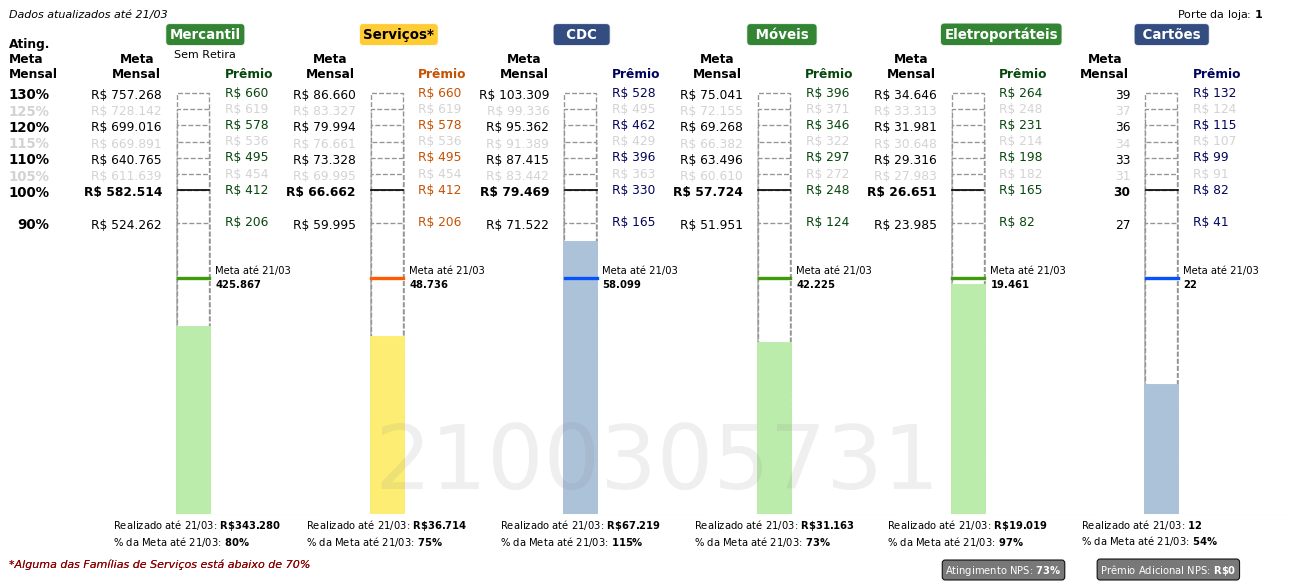 Dados atualizados até 21/03
Porte da loja: 1
Mercantil Serviços* CDC Móveis Eletroportáteis Cartões
Sem Retira
Ating. Meta Mensal
Meta Mensal Prêmio Meta Mensal Prêmio Meta Mensal Prêmio Meta Mensal Prêmio Meta Mensal Prêmio Meta Mensal Prêmio
130% R$ 757.268 R$ 660 R$ 86.660 R$ 660 R$ 103.309 R$ 528 R$ 75.041 R$ 396 R$ 34.646 R$ 264 39 R$ 132
125% R$ 728.142 R$ 619 R$ 83.327 R$ 619 R$ 99.336 R$ 495 R$ 72.155 R$ 371 R$ 33.313 R$ 248 37 R$ 124
120% R$ 699.016 R$ 578 R$ 79.994 R$ 578 R$ 95.362 R$ 462 R$ 69.268 R$ 346 R$ 31.981 R$ 231 36 R$ 115
115% R$ 669.891 R$ 536 R$ 76.661 R$ 536 R$ 91.389 R$ 429 R$ 66.382 R$ 322 R$ 30.648 R$ 214 34 R$ 107
110% R$ 640.765 R$ 495 R$ 73.328 R$ 495 R$ 87.415 R$ 396 R$ 63.496 R$ 297 R$ 29.316 R$ 198 33 R$ 99
105% R$ 611.639 R$ 454 R$ 69.995 R$ 454 R$ 83.442 R$ 363 R$ 60.610 R$ 272 R$ 27.983 R$ 182 31 R$ 91
100% R$ 582.514 R$ 412 R$ 66.662 R$ 412 R$ 79.469 R$ 330 R$ 57.724 R$ 248 R$ 26.651 R$ 165 30 R$ 82
90% R$ 524.262 R$ 206 R$ 59.995 R$ 206 R$ 71.522 R$ 165 R$ 51.951 R$ 124 R$ 23.985 R$ 82 27 R$ 41
Meta até 21/03 Meta até 21/03 Meta até 21/03 Meta até 21/03 Meta até 21/03 Meta até 21/03
425.867 48.736 58.099 42.225 19.461 22
2100305731
Realizado até 21/03: R$343.280 Realizado até 21/03: R$36.714 Realizado até 21/03: R$67.219 Realizado até 21/03: R$31.163 Realizado até 21/03: R$19.019 Realizado até 21/03: 12
% da Meta até 21/03: 80% % da Meta até 21/03: 75% % da Meta até 21/03: 115% % da Meta até 21/03: 73% % da Meta até 21/03: 97% % da Meta até 21/03: 54%
*Alguma das Famílias de Serviços está abaixo de 70%
Atingimento NPS: 73% Prêmio Adicional NPS: R$0